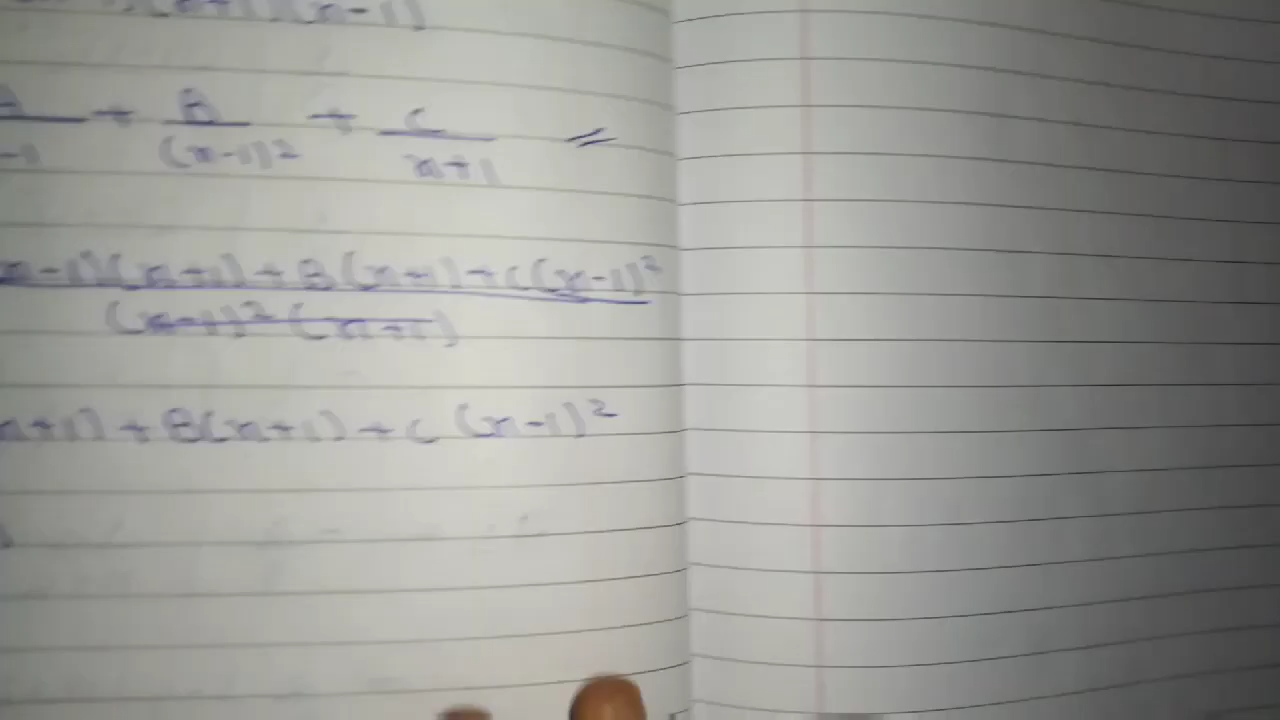 (x-1)
+ B/(x-1)² + C/x+1 =
x-1)(x+1) + B(x+1) + C(x-1)²
(x-1)² (x+1)
x+1) + B(x+1) + C (x-1)²